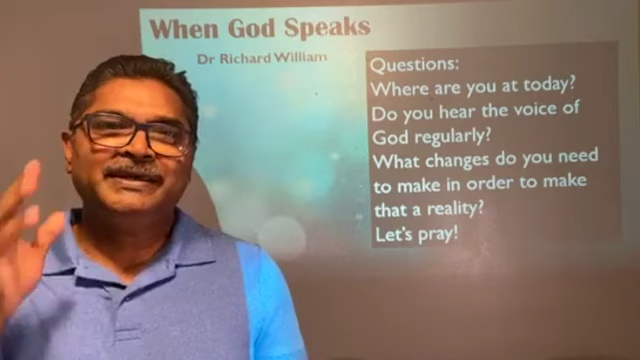 When God Speaks
Dr Richard William
Questions:
Where are you at today?
Do you hear the voice of
God regularly?
What changes do you need
to make in order to make
that a reality?
Let's pray!